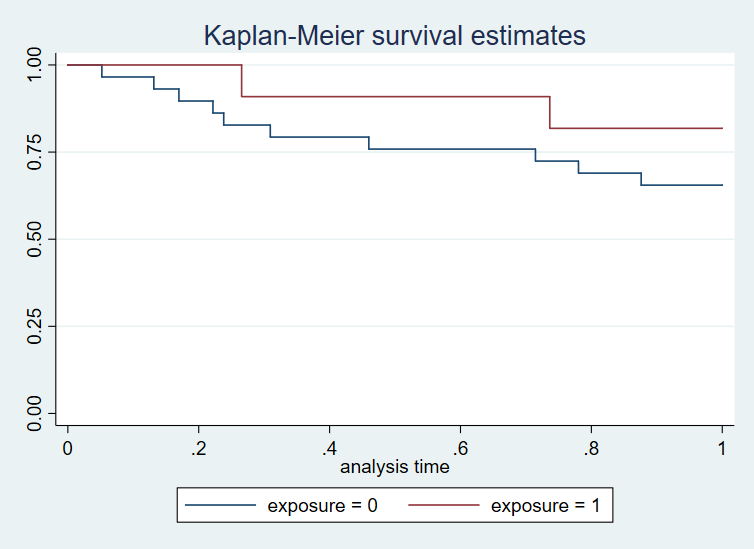 Kaplan-Meier survival estimates
1.00
0.75
0.50
0.25
0.00
0 .2 .4 .6 .8 1
analysis time
exposure = 0 exposure = 1